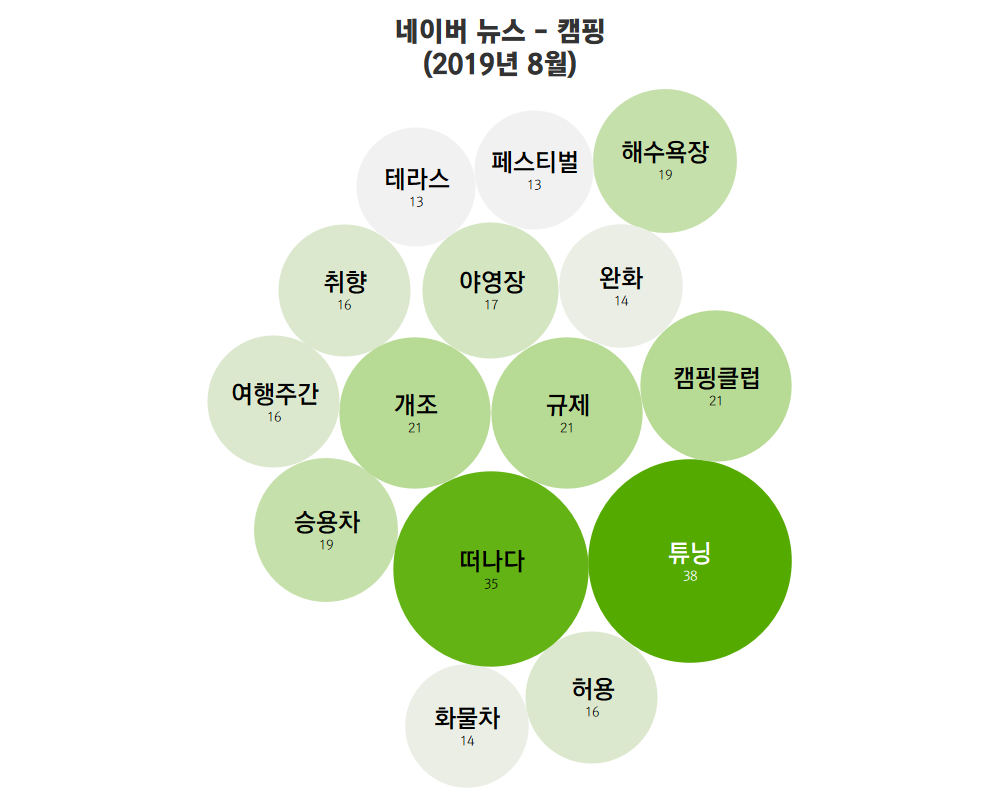 네이버 뉴스 - 캠핑
(2019년 8월)
테라스
13
페스티벌
13
해수욕장
19
취향
16
야영장
17
완화
14
여행주간
16
개조
21
규제
21
캠핑클럽
21
승용차
19
떠나다
35
튜닝
38
화물차
14
허용
16